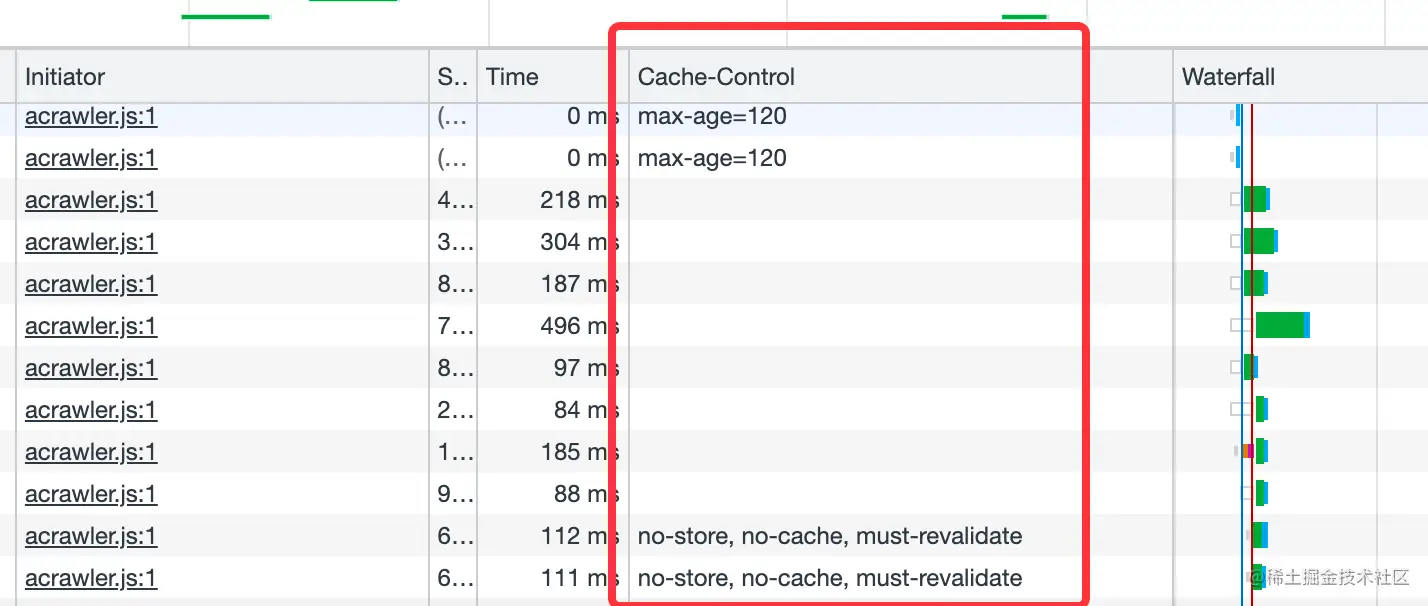 Initiator S.. Time Cache-Control Waterfall
acrawler.js:1 (... 0 ms max-age=120
acrawler.js:1 (... 0 ms max-age=120
acrawler.js:1 4... 218 ms
acrawler.js:1 3... 304 ms
acrawler.js:1 8... 187 ms
acrawler.js:1 7... 496 ms
acrawler.js:1 8... 97 ms
acrawler.js:1 2... 84 ms
acrawler.js:1 1... 185 ms
acrawler.js:1 9... 88 ms
acrawler.js:1 6... 112 ms no-store, no-cache, must-revalidate
acrawler.js:1 6... 111 ms no-store, no-cache, must-revalidate
@稀土掘金技术社区